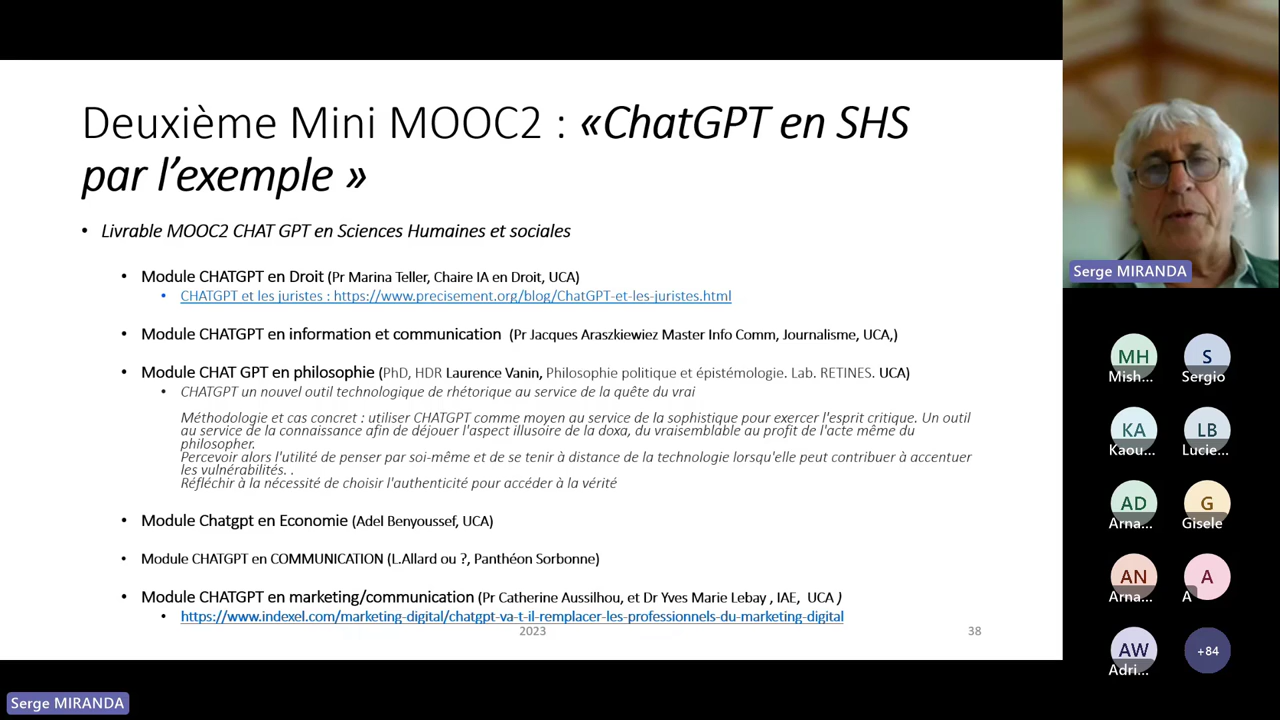 Deuxième Mini MOOC2 : «ChatGPT en SHS
par l’exemple »
• Livrable MOOC2 CHAT GPT en Sciences Humaines et sociales
• Module CHATGPT en Droit (Pr Marina Teller, Chaire IA en Droit, UCA)
• CHATGPT et les juristes : https://www.precisement.org/blog/ChatGPT-et-les-juristes.html
• Module CHATGPT en information et communication (Pr Jacques Araszkiewiez Master Info Comm, Journalisme, UCA,)
• Module CHAT GPT en philosophie (PhD, HDR Laurence Vanin, Philosophie politique et épistémologie. Lab. RETINES. UCA)
• CHATGPT un nouvel outil technologique de rhétorique au service de la quête du vrai
Méthodologie et cas concret : utiliser CHATGPT comme moyen au service de la sophistique pour exercer l'esprit critique. Un outil
au service de la connaissance afin de déjouer l'aspect illusoire de la doxa, du vraisemblable au profit de l'acte même du
philosopher.
Percevoir alors l'utilité de penser par soi-même et de se tenir à distance de la technologie lorsqu'elle peut contribuer à accentuer
les vulnérabilités. .
Réfléchir à la nécessité de choisir l'authenticité pour accéder à la vérité
• Module Chatgpt en Economie (Adel Benyoussef, UCA)
• Module CHATGPT en COMMUNICATION (L.Allard ou ?, Panthéon Sorbonne)
• Module CHATGPT en marketing/communication (Pr Catherine Aussilhou, et Dr Yves Marie Lebay , IAE, UCA )
• https://www.indexel.com/marketing-digital/chatgpt-va-t-il-remplacer-les-professionnels-du-marketing-digital
2023
38
Serge MIRANDA
MH
Mish...
S
Sergio
KA
Kaou...
LB
Lucie...
AD
Arna...
G
Gisele
AN
Arna...
A
A
AW
Adri...
+84
Serge MIRANDA